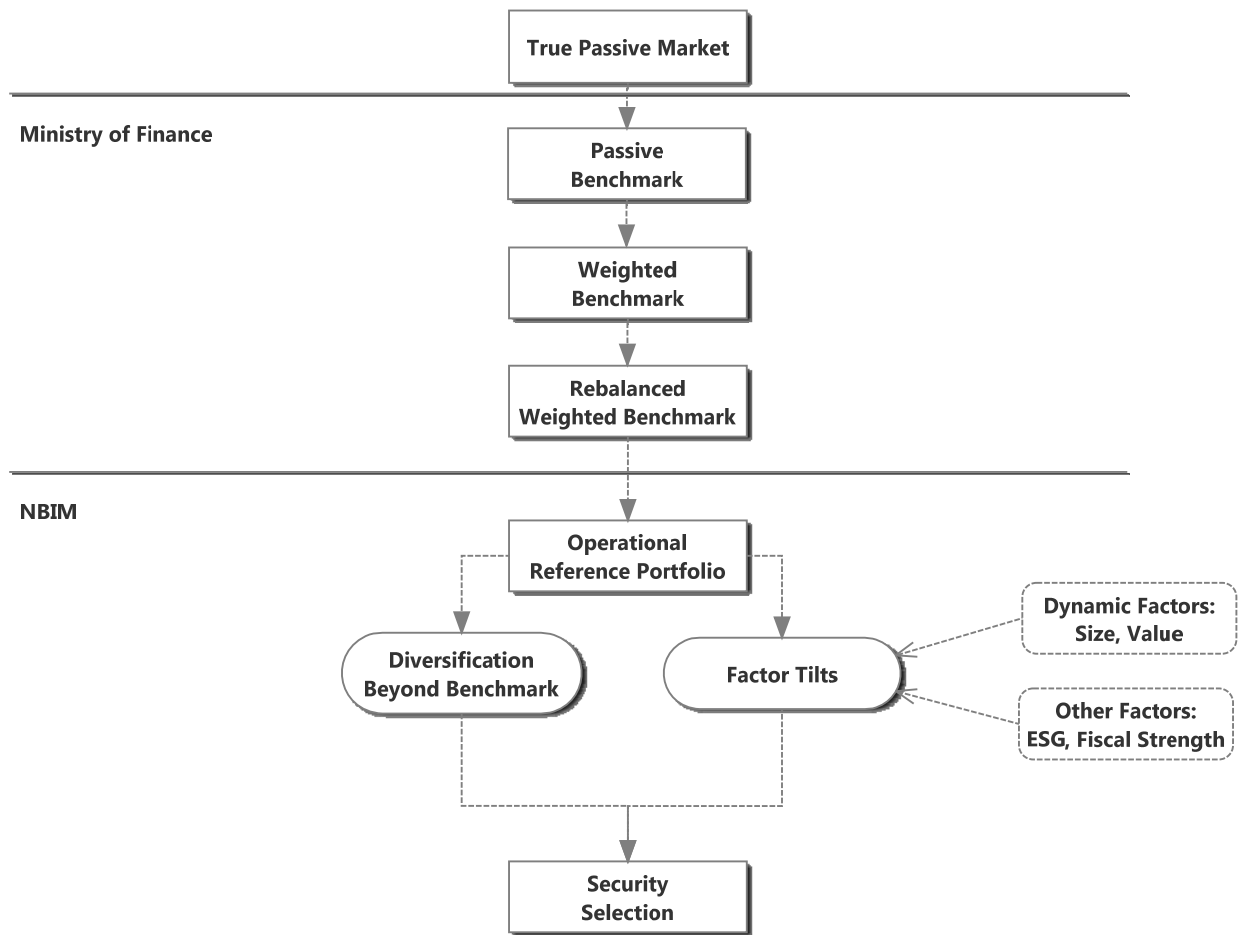 True Passive Market
Ministry of Finance
Passive
Benchmark
Weighted
Benchmark
Rebalanced
Weighted Benchmark
NBIM
Operational
Reference Portfolio
Diversification
Beyond Benchmark
Factor Tilts
Dynamic Factors:
Size, Value
Other Factors:
ESG, Fiscal Strength
Security
Selection